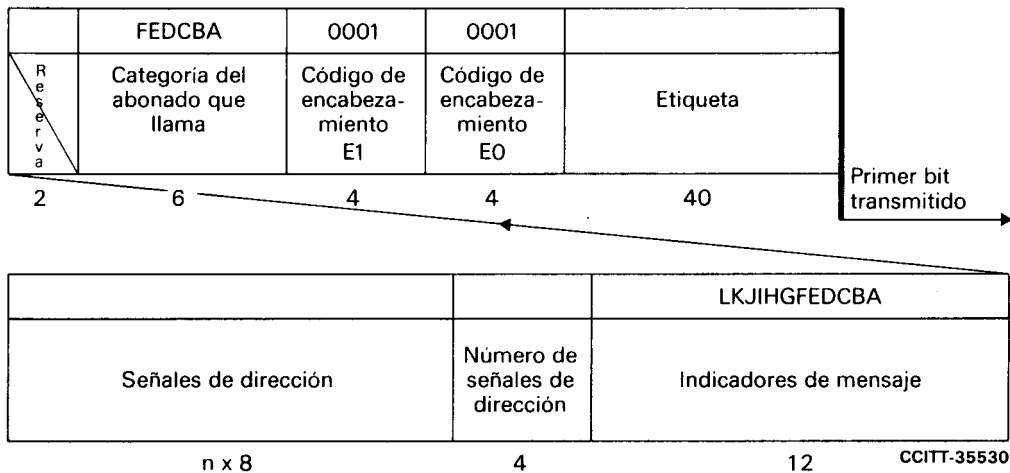 FEDCBA 0001 0001
Reserva
Categoría del
abonado que
llama
Código de
encabeza-
miento
E1
Código de
encabeza-
miento
E0
Etiqueta
2 6 4 4 40
Primer bit
transmitido
LKJIHGFEDCBA
Señales de dirección
Número de
señales de
dirección
Indicadores de mensaje
n x 8 4 12
CCITT-35530